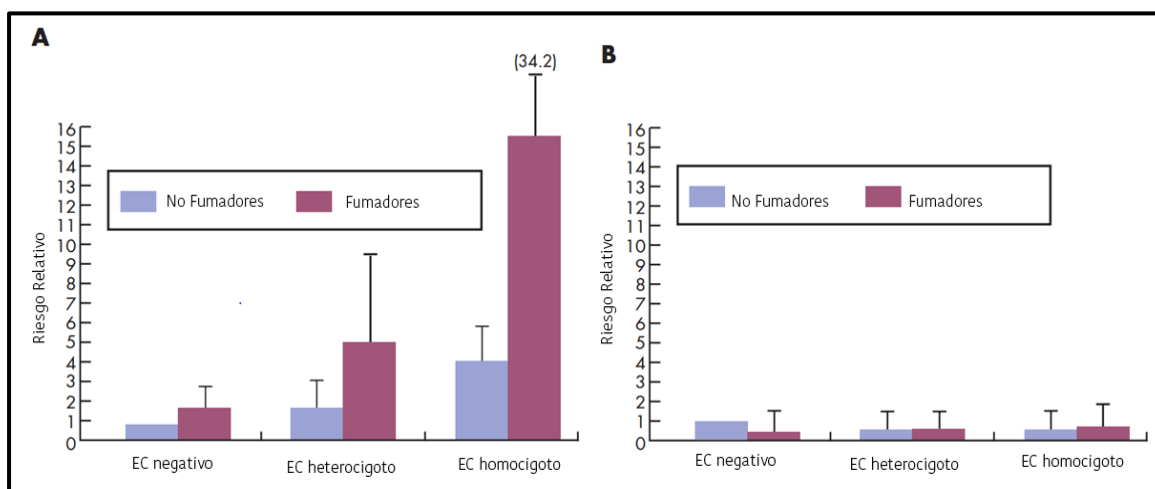 A
(34.2)
16
15
14
13
12
11
10
9
8
7
6
5
4
3
2
1
0
Riesgo Relativo
No Fumadores
Fumadores
EC negativo
EC heterocigoto
EC homocigoto
B
16
15
14
13
12
11
10
9
8
7
6
5
4
3
2
1
0
Riesgo Relativo
No Fumadores
Fumadores
EC negativo
EC heterocigoto
EC homocigoto